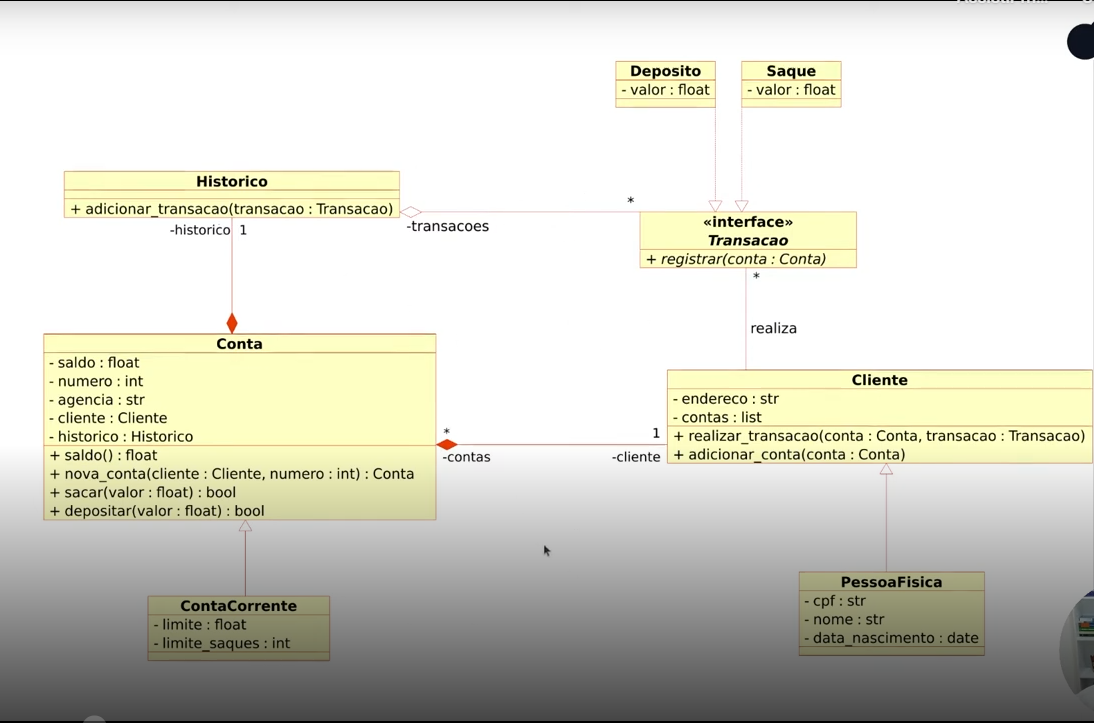 Deposito
- valor : float
Saque
- valor : float
Historico
+ adicionar_transacao(transacao : Transacao)
-historico 1
-transacoes
*
«interface»
Transacao
+ registrar(conta : Conta)
*
realiza
Conta
- saldo : float
- numero : int
- agencia : str
- cliente : Cliente
- historico : Historico
+ saldo() : float
+ nova_conta(cliente : Cliente, numero : int) : Conta
+ sacar(valor : float) : bool
+ depositar(valor : float) : bool
*
-contas
1
-cliente
Cliente
- endereco : str
- contas : list
+ realizar_transacao(conta : Conta, transacao : Transacao)
+ adicionar_conta(conta : Conta)
ContaCorrente
- limite : float
- limite_saques : int
PessoaFisica
- cpf : str
- nome : str
- data_nascimento : date